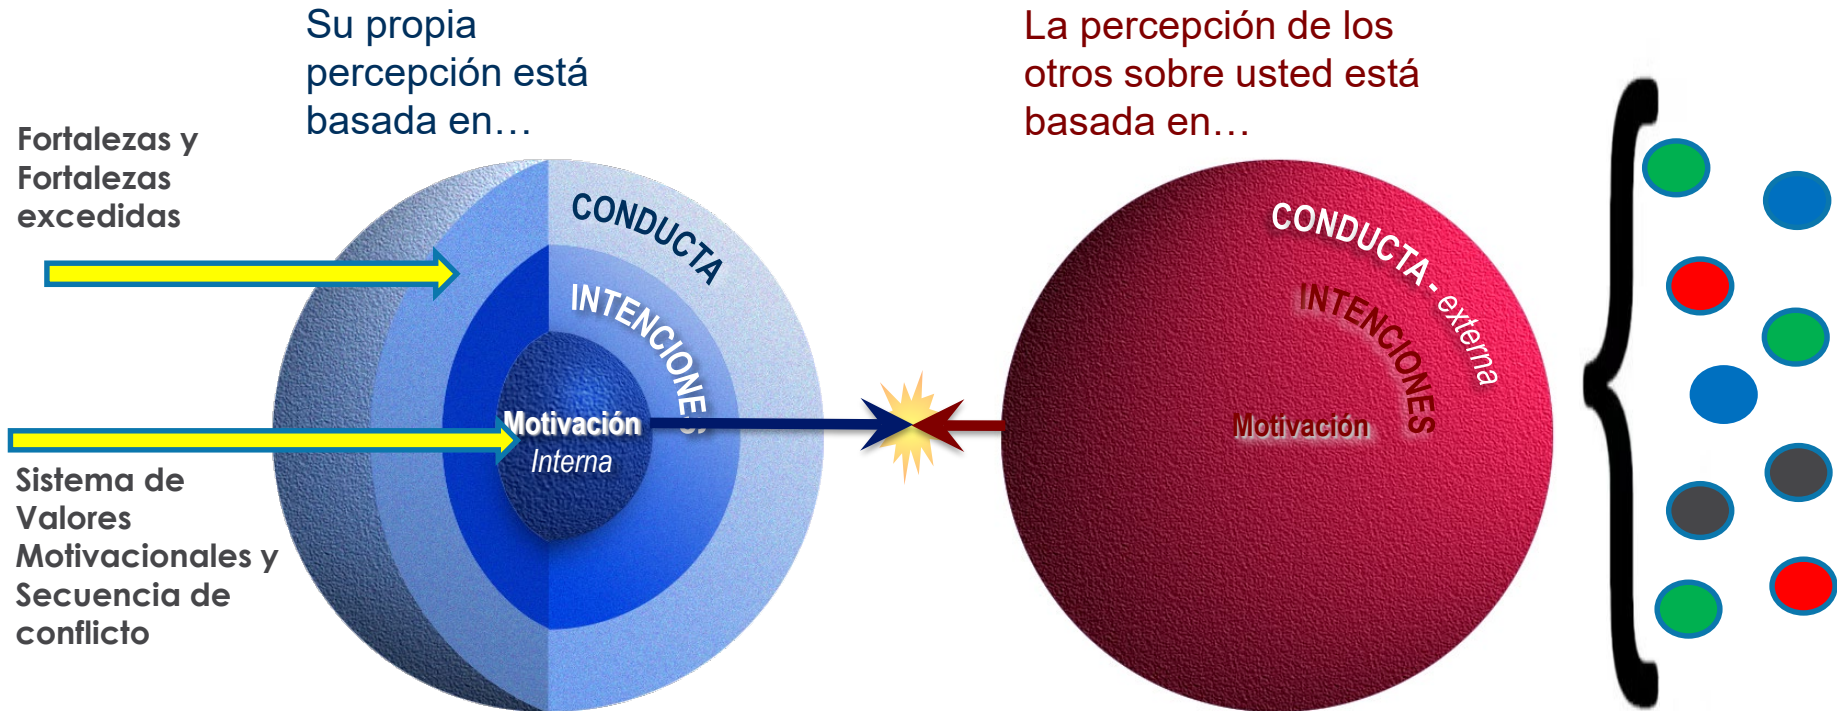 Su propia
percepción está
basada en…
La percepción de los
otros sobre usted está
basada en…
Fortalezas y
Fortalezas
excedidas
CONDUCTA
INTENCIONES
Motivación
Interna
Sistema de
Valores
Motivacionales y
Secuencia de
conflicto
CONDUCTA - externa
INTENCIONES
Motivación